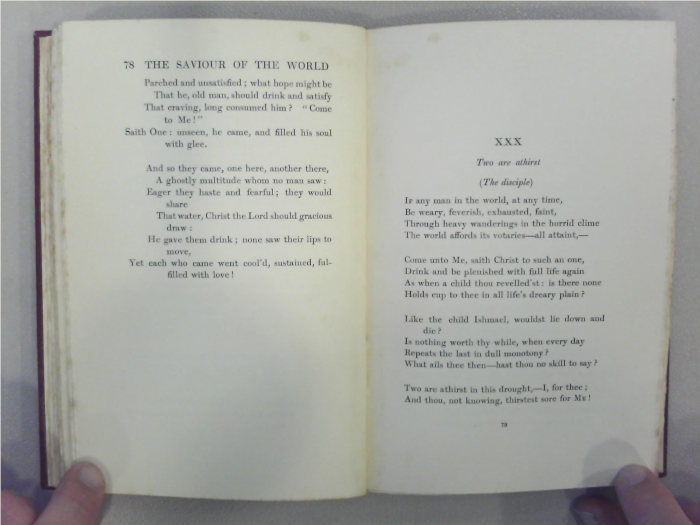 78 THE SAVIOUR OF THE WORLD
Parched and unsatisfied; what hope might be
That he, old man, should drink and satisfy
That craving, long consumed him? "Come
to Me!"
Saith One: unseen, he came, and filled his soul
with glee.
And so they came, one here, another there,
A ghostly multitude whom no man saw:
Eager they haste and fearful; they would
share
That water, Christ the Lord should gracious
draw:
He gave them drink; none saw their lips to
move,
Yet each who came went cool'd, sustained, ful-
filled with love!
XXX
Two are athirst
(The disciple)
IF any man in the world, at any time,
Be weary, feverish, exhausted, faint,
Through heavy wanderings in the horrid clime
The world affords its votaries—all attaint,—
Come unto Me, saith Christ to such an one,
Drink and be plenished with full life again
As when a child thou revelled'st: is there none
Holds cup to thee in all life's dreary plain?
Like the child Ishmael, wouldst lie down and
die?
Is nothing worth thy while, when every day
Repeats the last in dull monotony?
What ails thee then—hast thou no skill to say?
Two are athirst in this drought,—I, for thee;
And thou, not knowing, thirstest sore for Me!
79